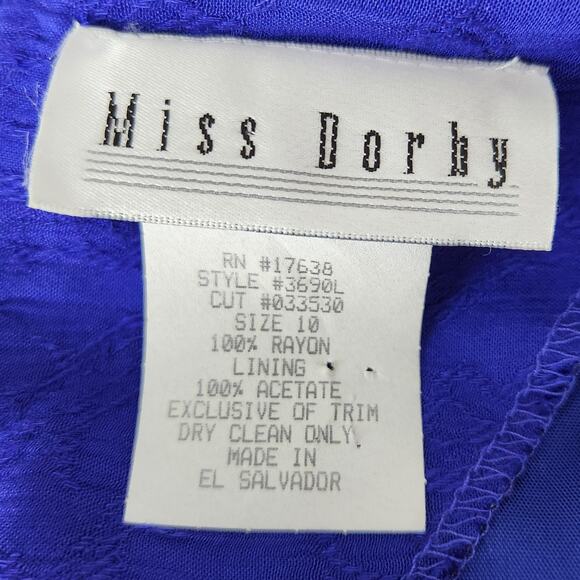 Miss Dorby
RN #17638
STYLE #3690L
CUT #033530
SIZE 10
100% RAYON
LINING
100% ACETATE
EXCLUSIVE OF TRIM
DRY CLEAN ONLY
MADE IN
EL SALVADOR